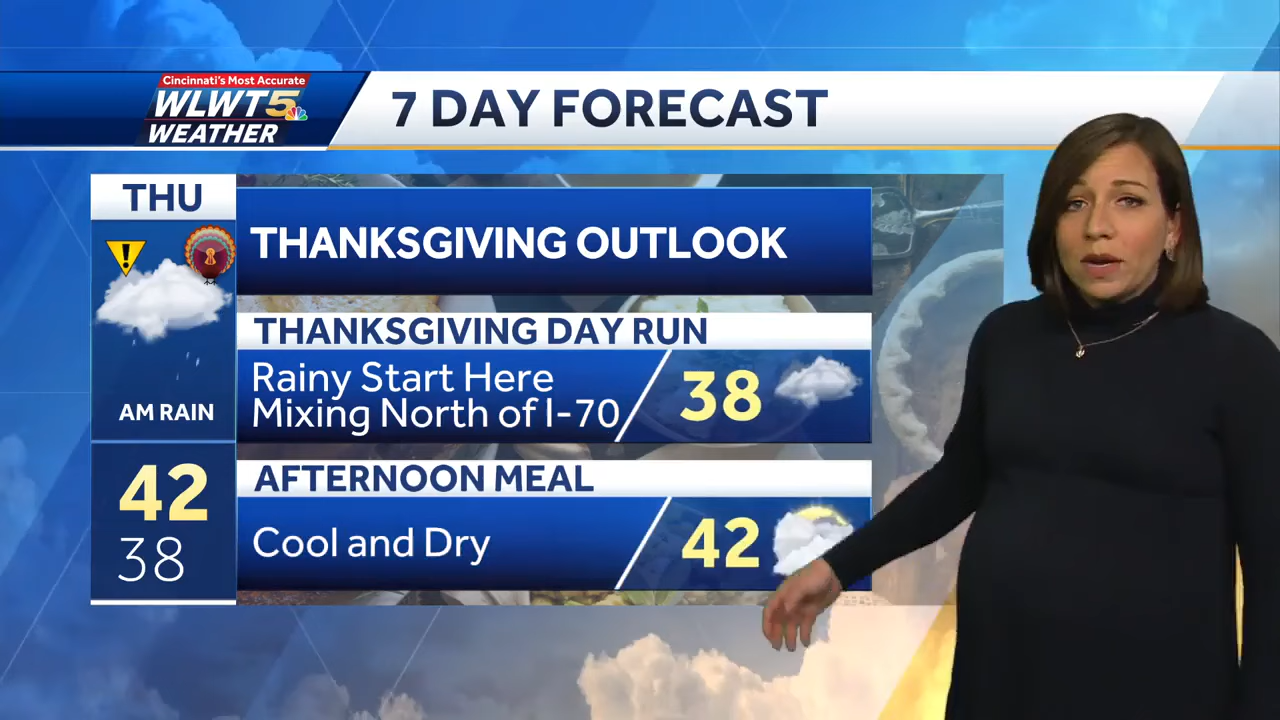 Cincinnati's Most Accurate
WLWT5
WEATHER
7 DAY FORECAST
THU
!
AM RAIN
42
38
THANKSGIVING OUTLOOK
THANKSGIVING DAY RUN
Rainy Start Here
Mixing North of I-70
38
AFTERNOON MEAL
Cool and Dry
42